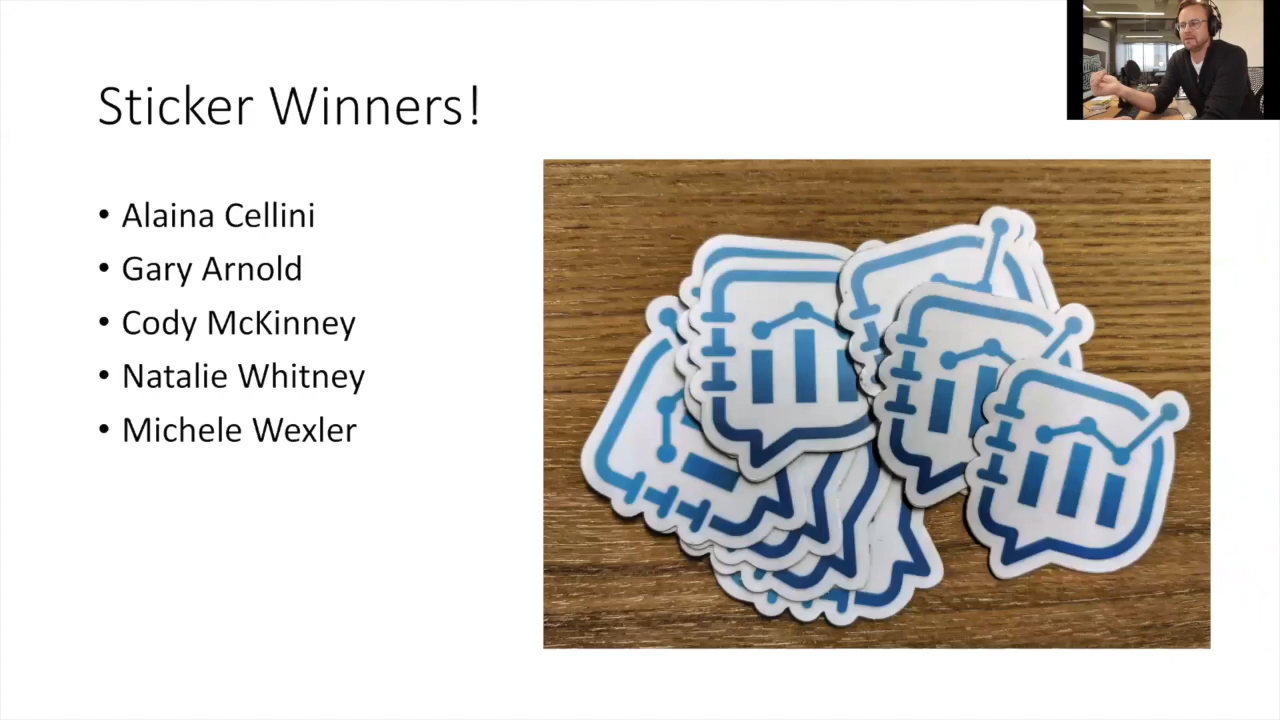 Sticker Winners!
• Alaina Cellini
• Gary Arnold
• Cody McKinney
• Natalie Whitney
• Michele Wexler